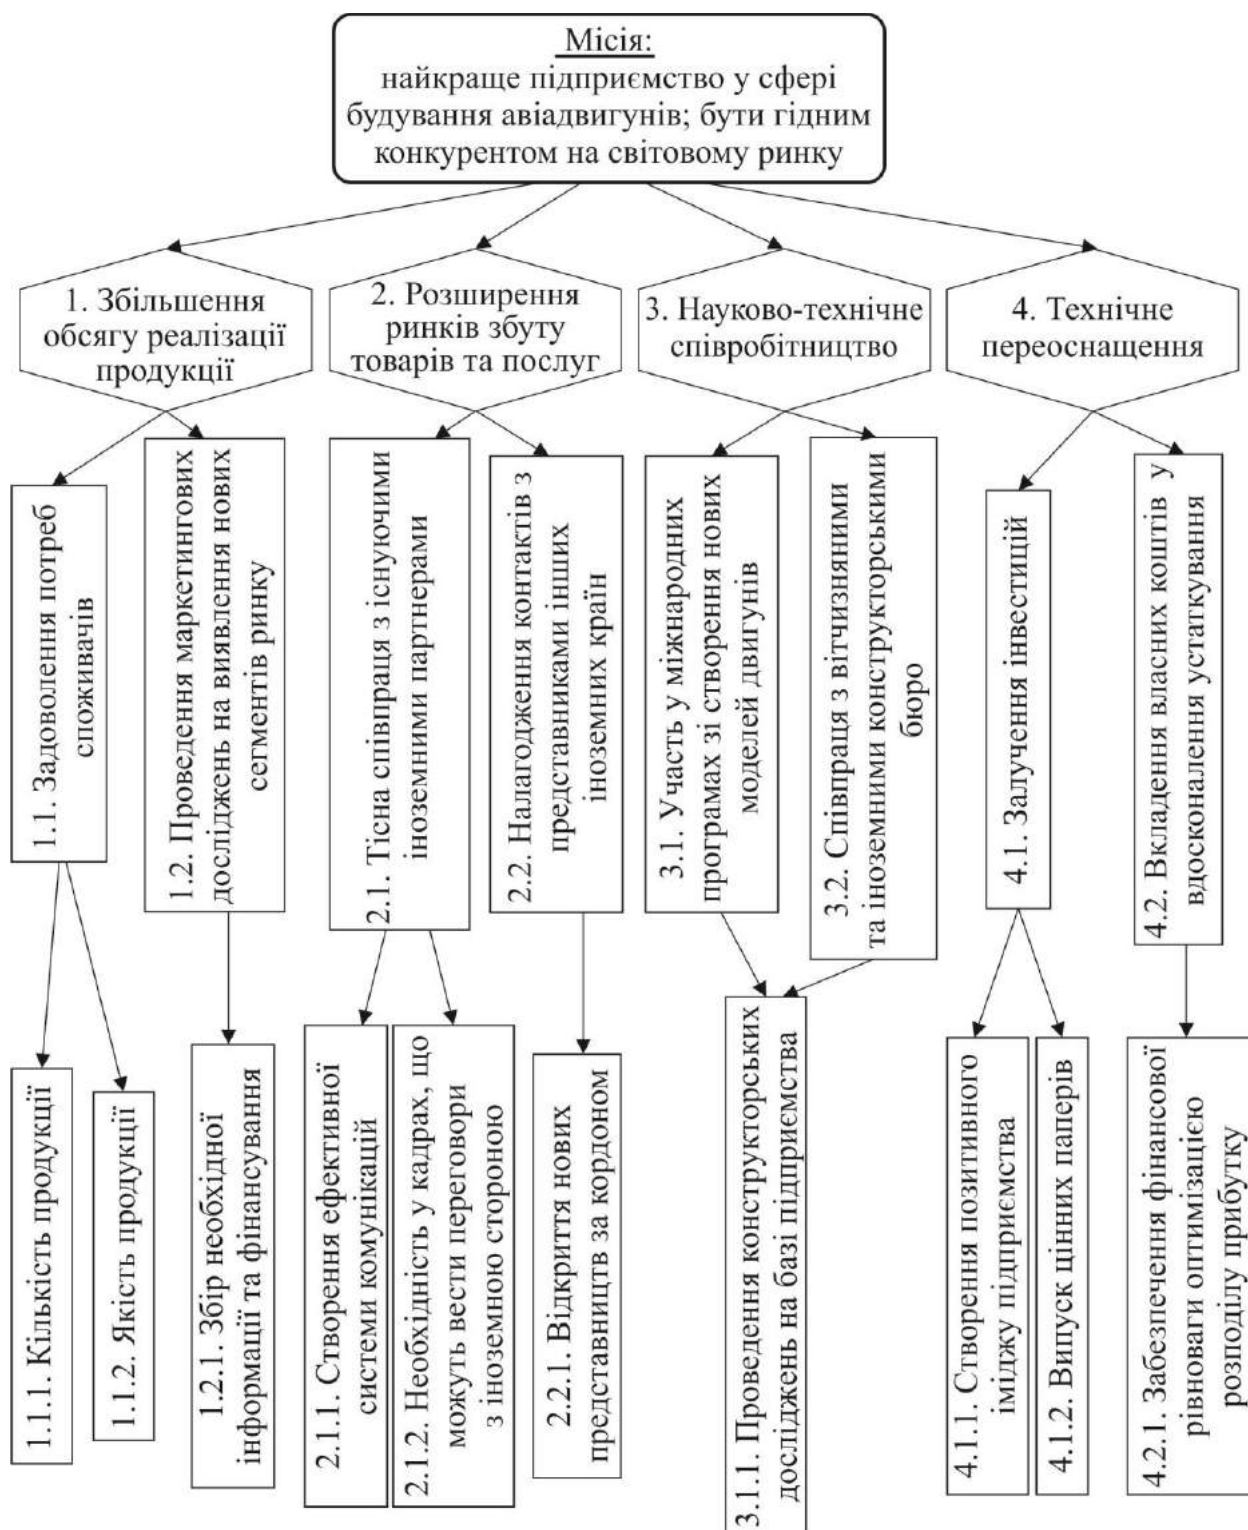 Місія:
найкраще підприємство у сфері
будування авіадвигунів; бути гідним
конкурентом на світовому ринку
1. Збільшення
обсягу реалізації
продукції
2. Розширення
ринків збуту
товарів та послуг
3. Науково-технічне
співробітництво
4. Технічне
переоснащення
1.1. Задоволення потреб
споживачів
1.2. Проведення маркетингових
досліджень на виявлення нових
сегментів ринку
2.1. Тісна співпраця з існуючими
іноземними партнерами
2.2. Налагодження контактів з
представниками інших
іноземних країн
3.1. Участь у міжнародних
програмах зі створення нових
моделей двигунів
3.2. Співпраця з вітчизняними
та іноземними конструкторськими
бюро
4.1. Залучення інвестицій
4.2. Вкладення власних коштів у
вдосконалення устаткування
1.1.1. Кількість продукції
1.1.2. Якість продукції
1.2.1. Збір необхідної
інформації та фінансування
2.1.1. Створення ефективної
системи комунікацій
2.1.2. Необхідність у кадрах, що
можуть вести переговори
з іноземною стороною
2.2.1. Відкриття нових
представництв за кордоном
3.1.1. Проведення конструкторських
досліджень на базі підприємства
4.1.1. Створення позитивного
іміджу підприємства
4.1.2. Випуск цінних паперів
4.2.1. Забезпечення фінансової
рівноваги оптимізацією
розподілу прибутку